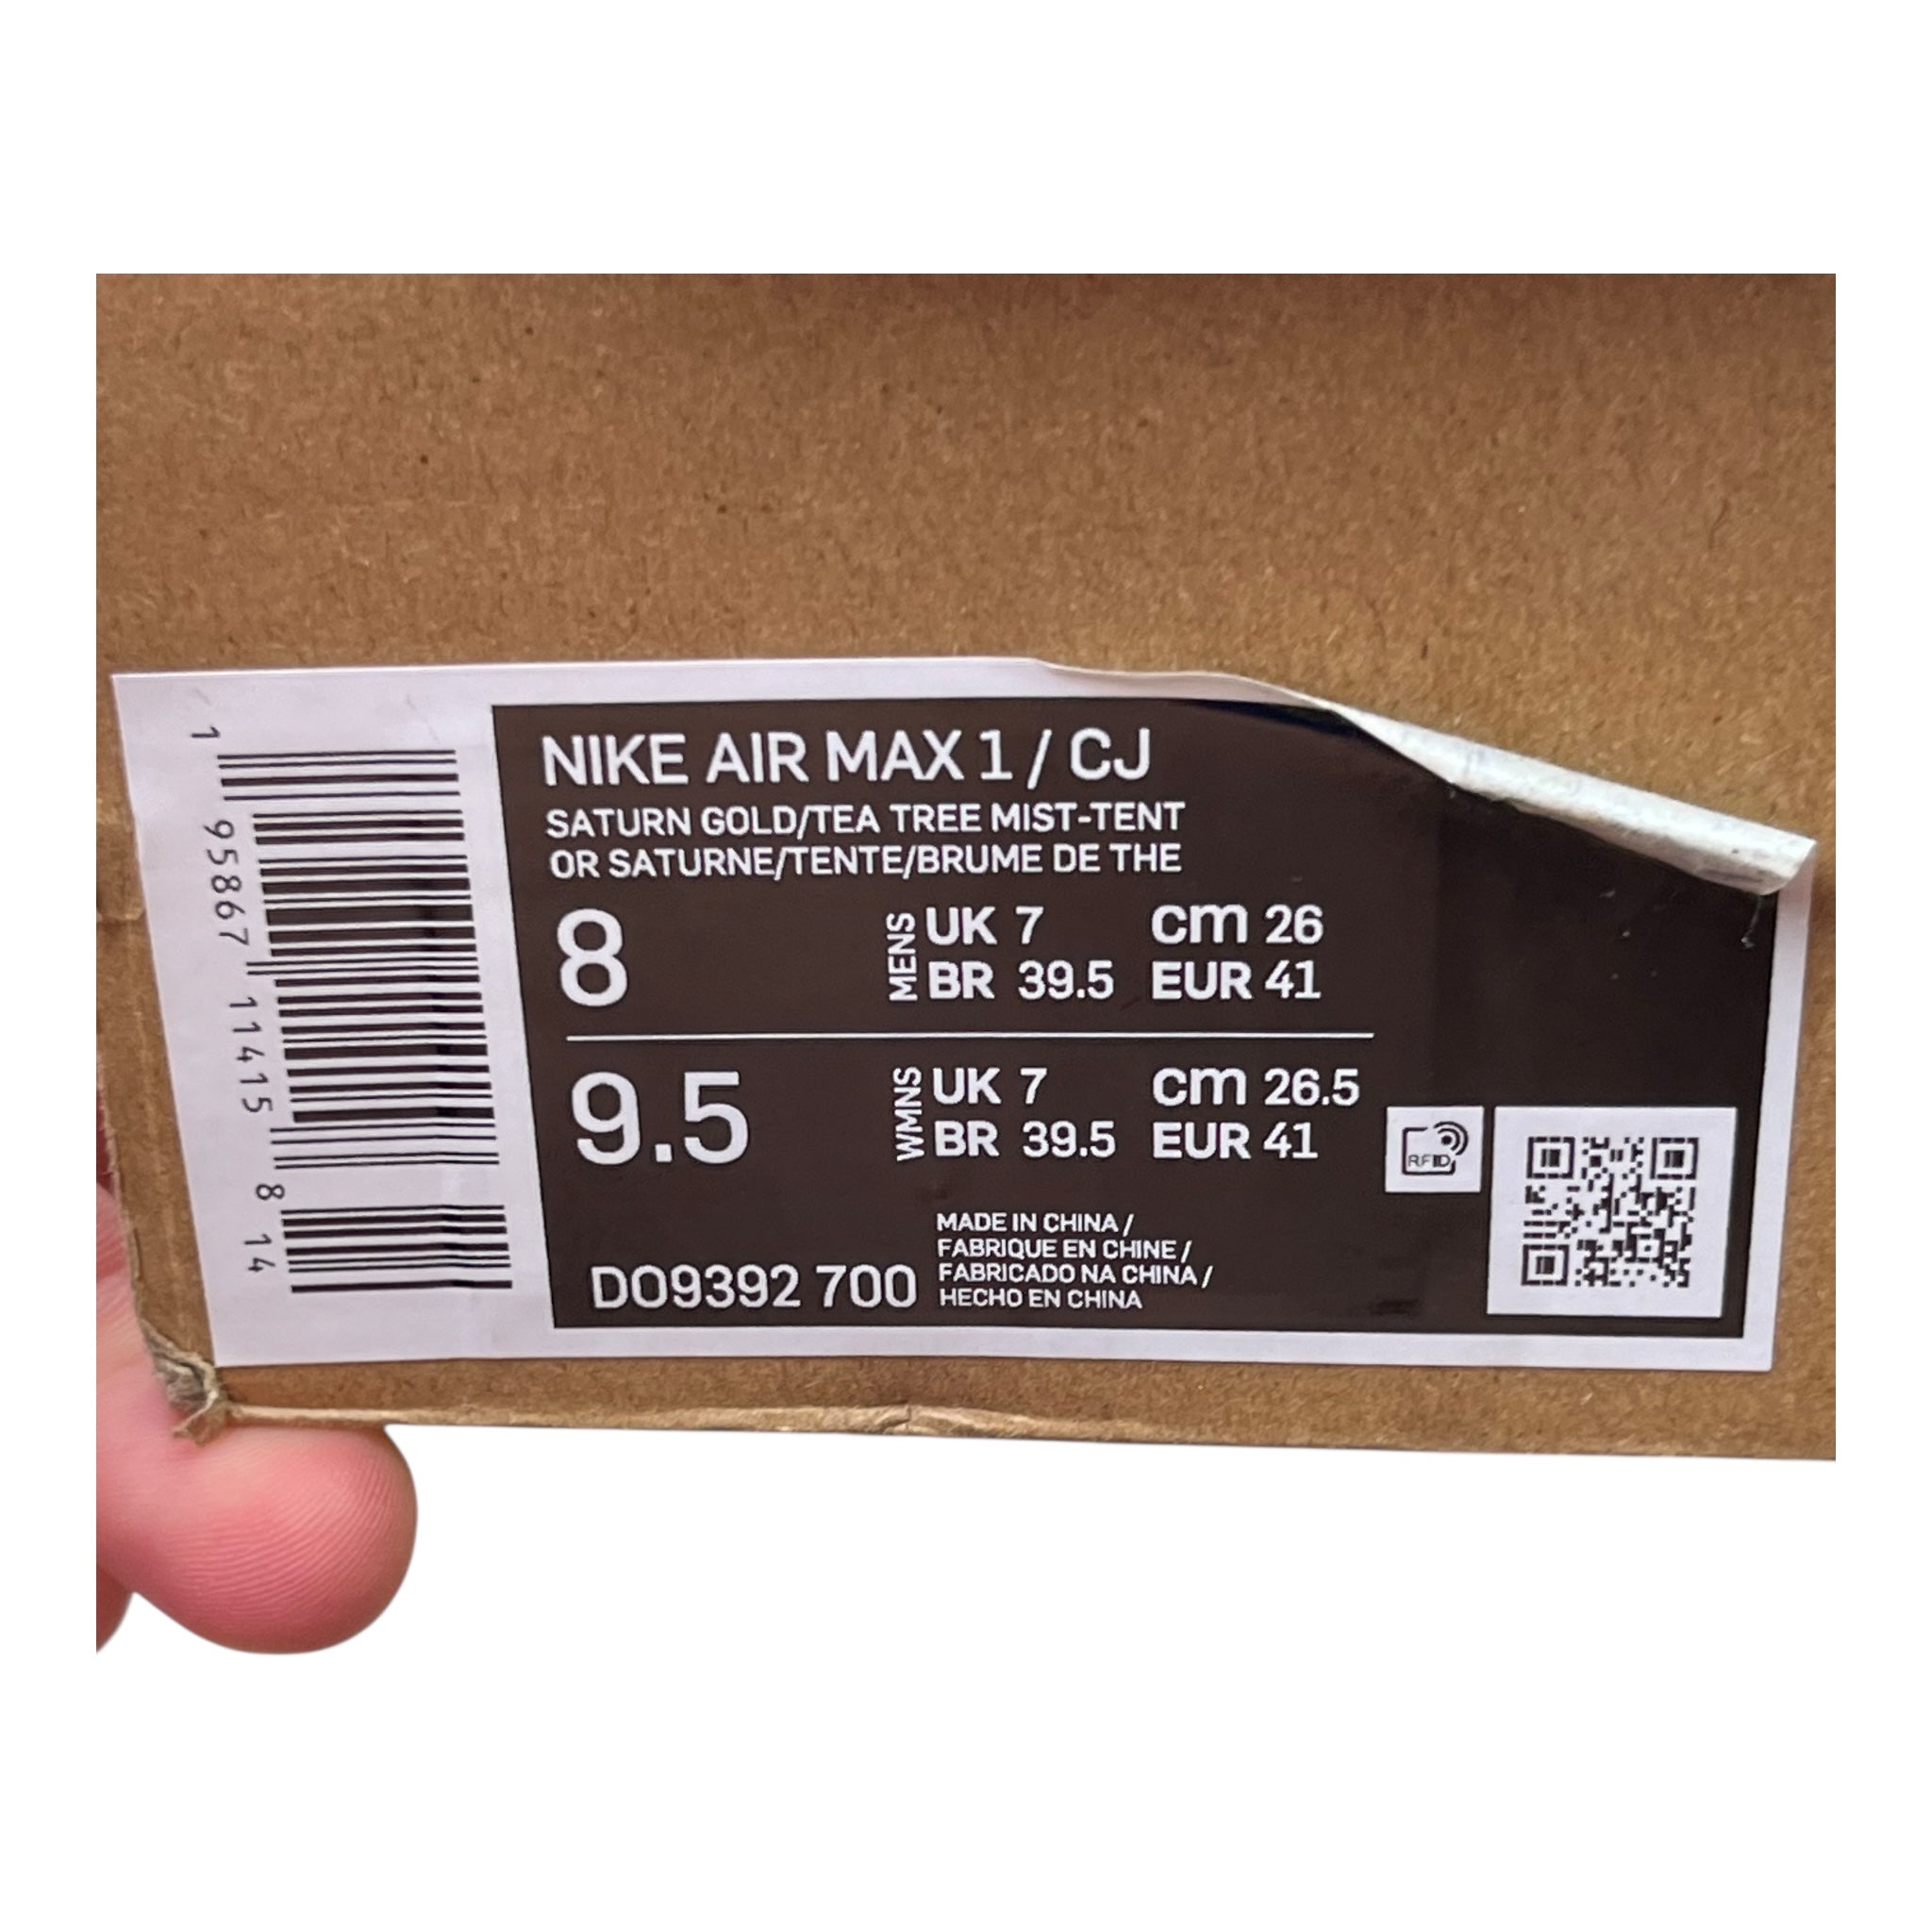 NIKE AIR MAX 1 / CJ
SATURN GOLD/TEA TREE MIST-TENT
OR SATURNE/TENTE/BRUME DE THE
8
MENS
UK 7 cm 26
BR 39.5 EUR 41
9.5
WMNS
UK 7 cm 26.5
BR 39.5 EUR 41
RFID
MADE IN CHINA /
FABRIQUE EN CHINE /
FABRICADO NA CHINA /
HECHO EN CHINA
DO9392 700
1 95867 11415 8 14